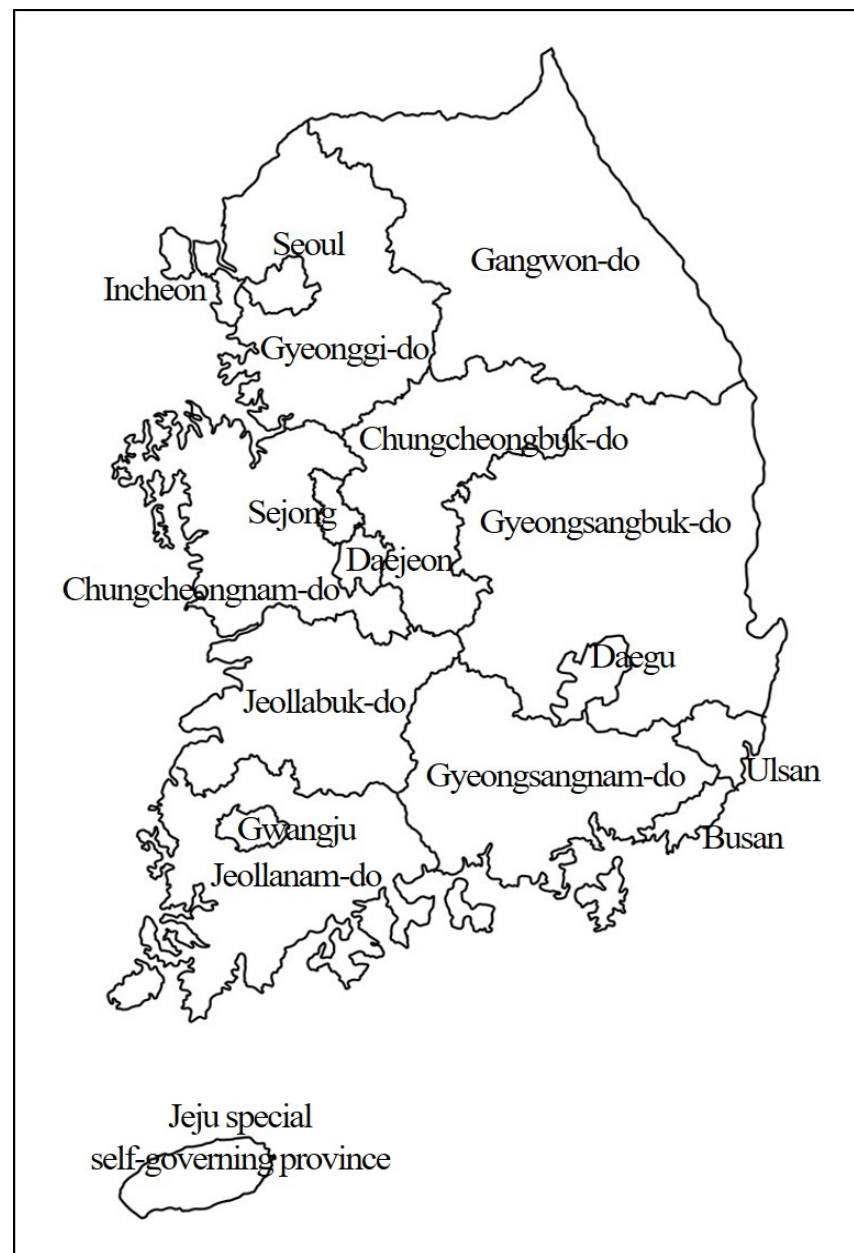 Seoul
Gangwon-do
Incheon
Gyeonggi-do
Chungcheongbuk-do
Sejong
Gyeongsangbuk-do
Daejeon
Chungcheongnam-do
Daegu
Jeollabuk-do
Gyeongsangnam-do
Ulsan
Gwangju
Busan
Jeollanam-do
Jeju special
self-governing province